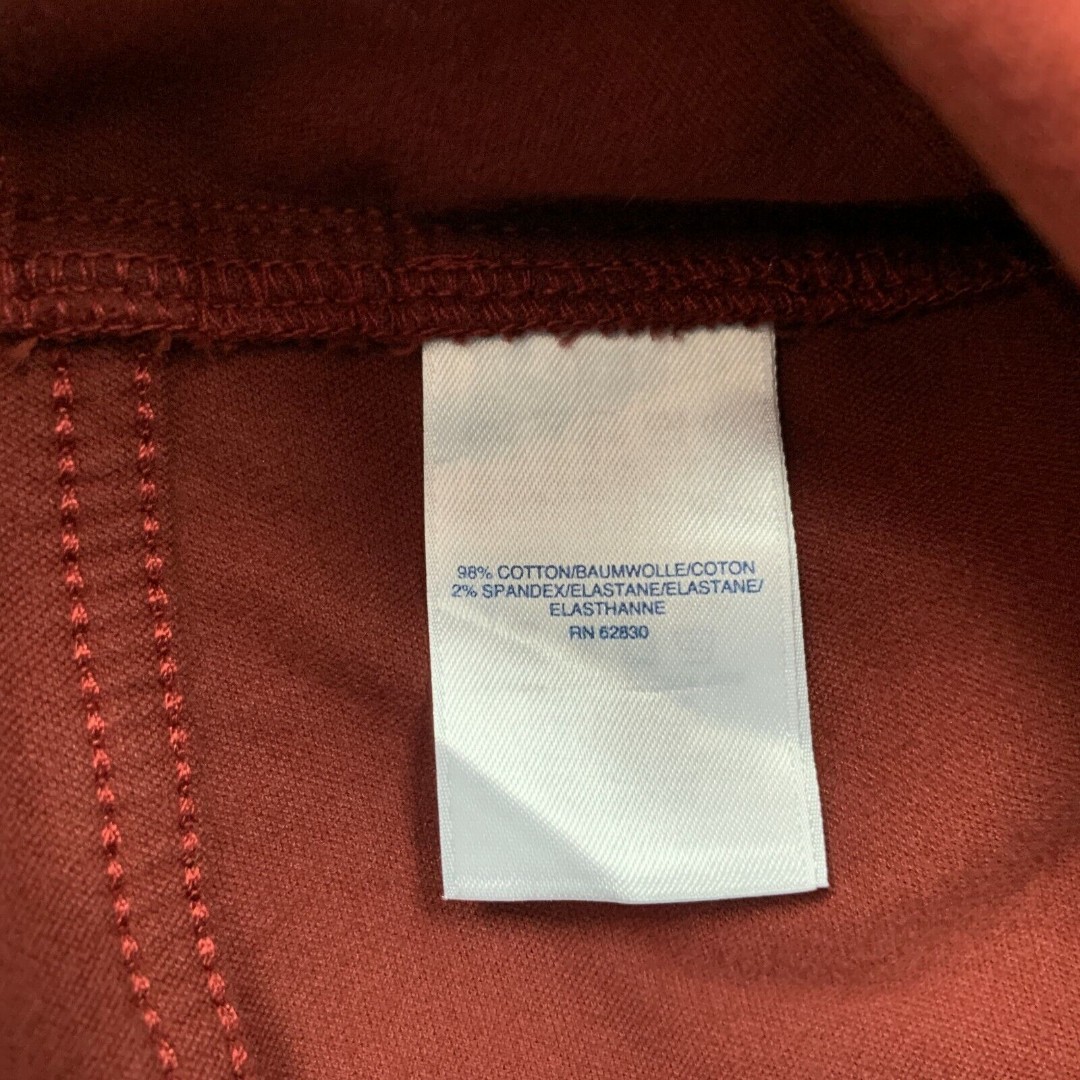 98% COTTON/BAUMWOLLE/COTON
2% SPANDEX/ELASTANE/ELASTANE/
ELASTHANNE
RN 62830